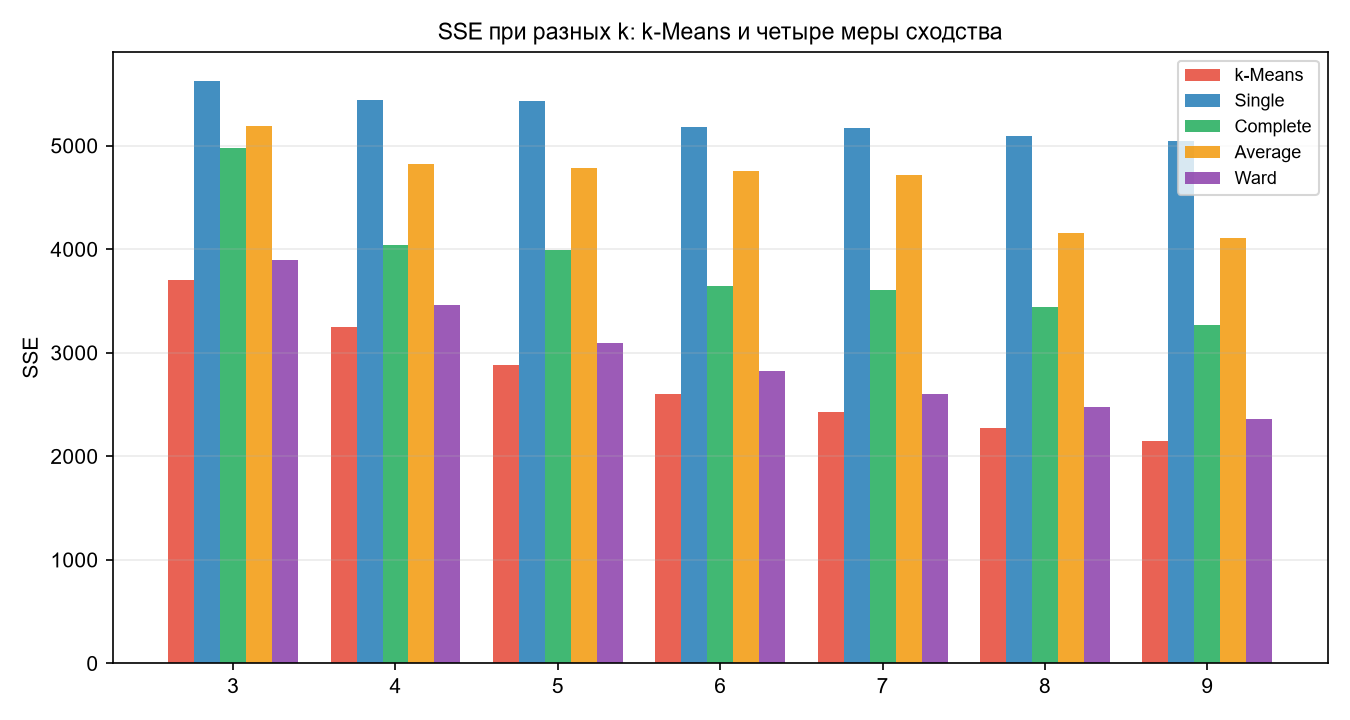 SSE при разных k: k-Means и четыре меры сходства
k-Means
Single
Complete
Average
Ward
SSE
5000
4000
3000
2000
1000
0
3 4 5 6 7 8 9